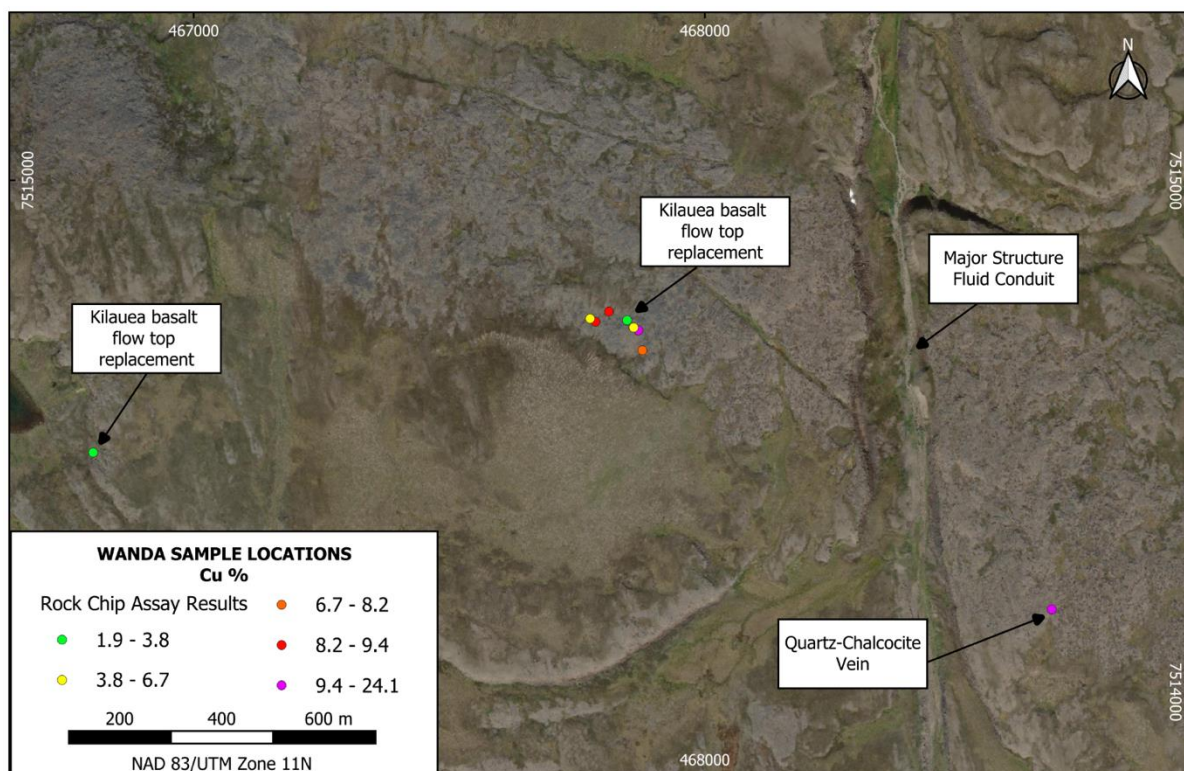 467000
468000
N
7515000
7515000
Kilauea basalt
flow top
replacement
Major Structure
Fluid Conduit
Kilauea basalt
flow top
replacement
WANDA SAMPLE LOCATIONS
Cu %
Rock Chip Assay Results
1.9 - 3.8
3.8 - 6.7
6.7 - 8.2
8.2 - 9.4
9.4 - 24.1
200 400 600 m
NAD 83/UTM Zone 11N
Quartz-Chalcocite
Vein
7514000
468000